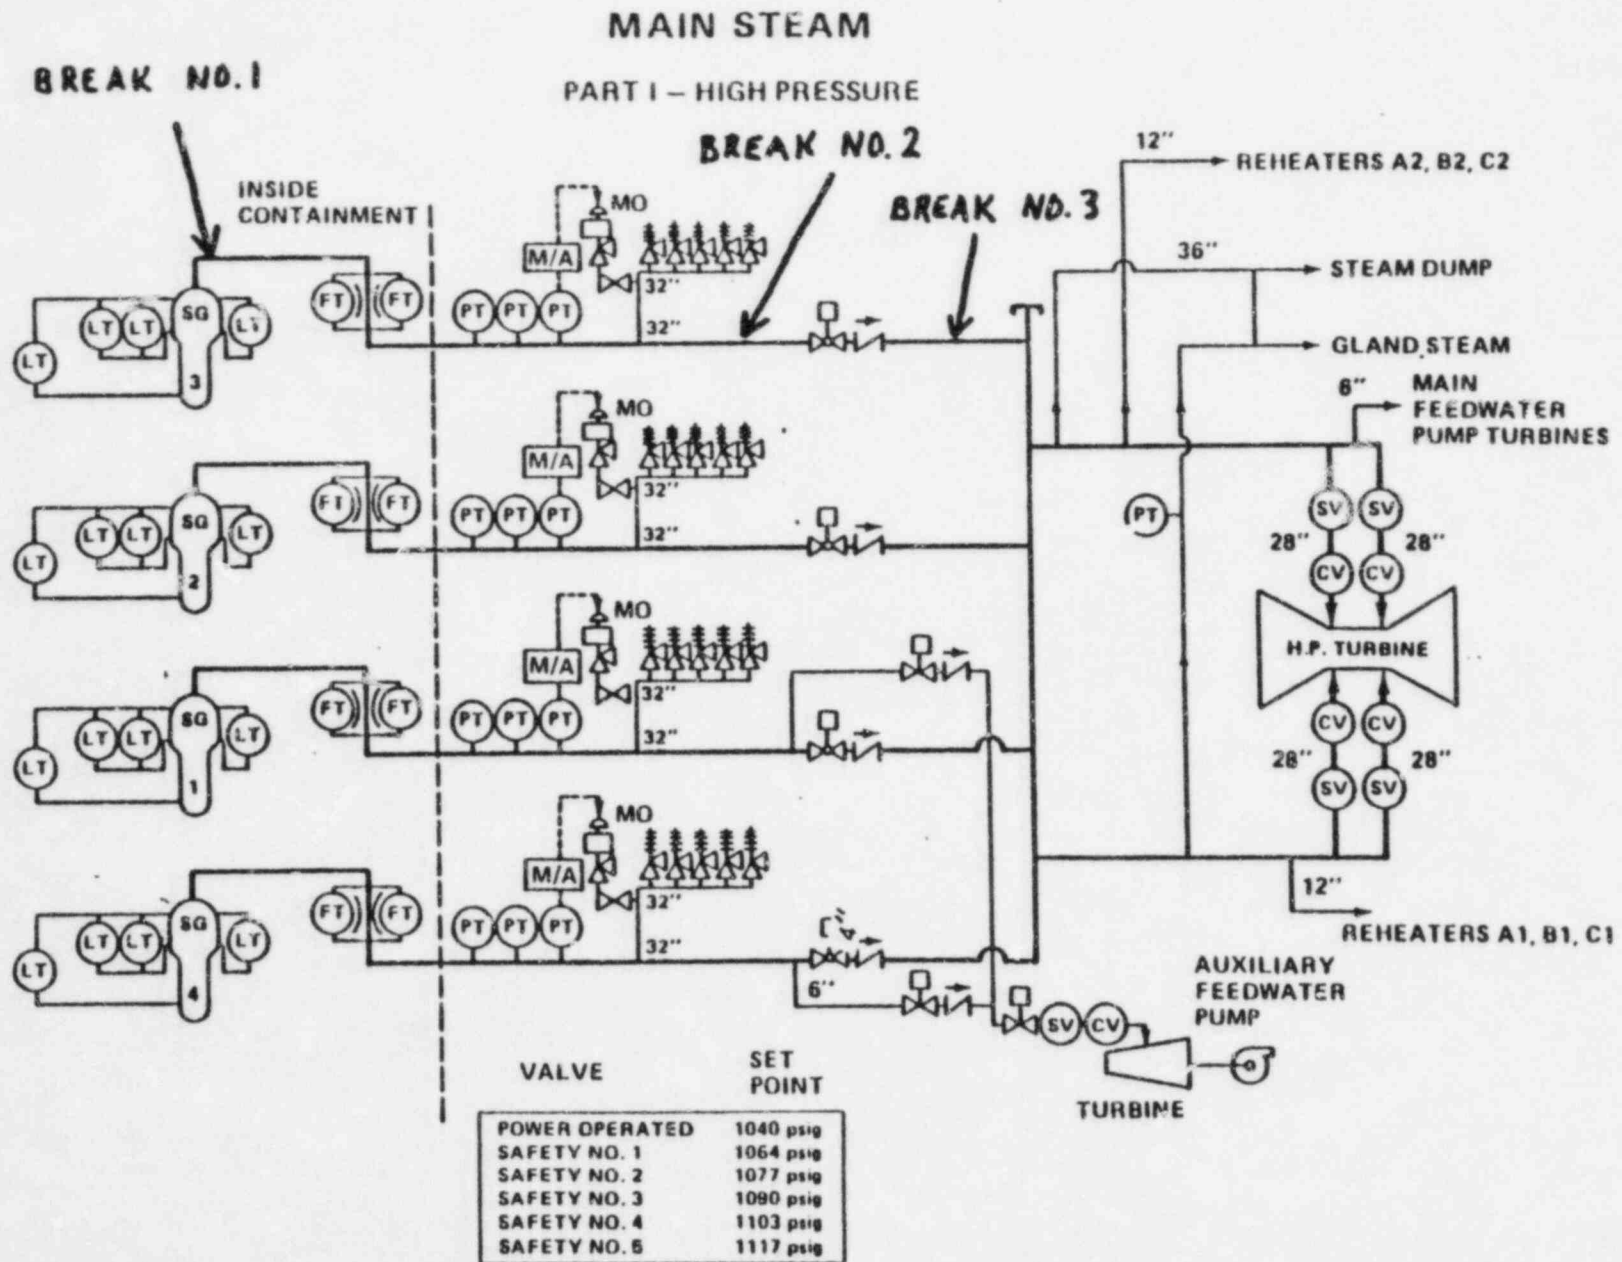 MAIN STEAM
PART I – HIGH PRESSURE
BREAK NO.1
BREAK NO.2
BREAK NO.3
INSIDE
CONTAINMENT
12"
REHEATERS A2, B2, C2
36"
STEAM DUMP
GLAND STEAM
6"
MAIN
FEEDWATER
PUMP TURBINES
MO
M/A
FT FT
PT PT PT
32"
32"
LT LT LT LT
SG
3
MO
M/A
FT FT
PT PT PT
32"
32"
LT LT LT LT
SG
2
PT
SV SV
28" 28"
CV CV
H.P. TURBINE
CV CV
28" 28"
SV SV
MO
M/A
FT FT
PT PT PT
32"
32"
LT LT LT LT
SG
1
MO
M/A
FT FT
PT PT PT
32"
32"
LT LT LT LT
SG
4
6"
12"
REHEATERS A1, B1, C1
AUXILIARY
FEEDWATER
PUMP
SV CV
TURBINE
VALVE SET
POINT
POWER OPERATED 1040 psig
SAFETY NO. 1 1064 psig
SAFETY NO. 2 1077 psig
SAFETY NO. 3 1090 psig
SAFETY NO. 4 1103 psig
SAFETY NO. 5 1117 psig